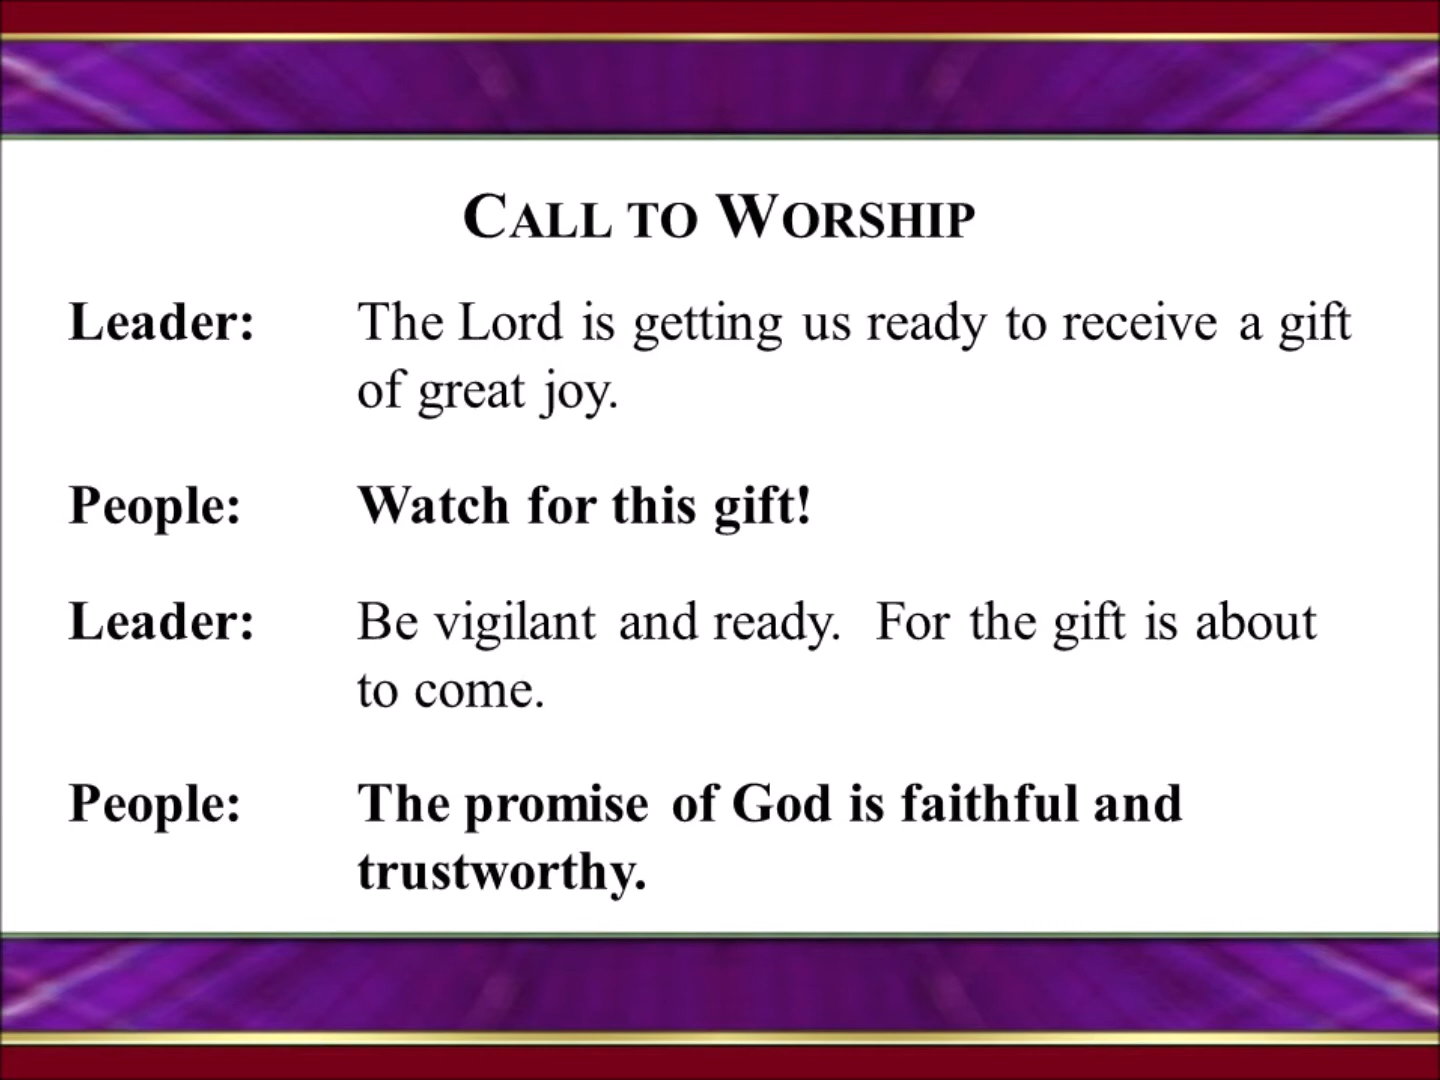 CALL TO WORSHIP
Leader: The Lord is getting us ready to receive a gift
of great joy.
People: Watch for this gift!
Leader: Be vigilant and ready. For the gift is about
to come.
People: The promise of God is faithful and
trustworthy.